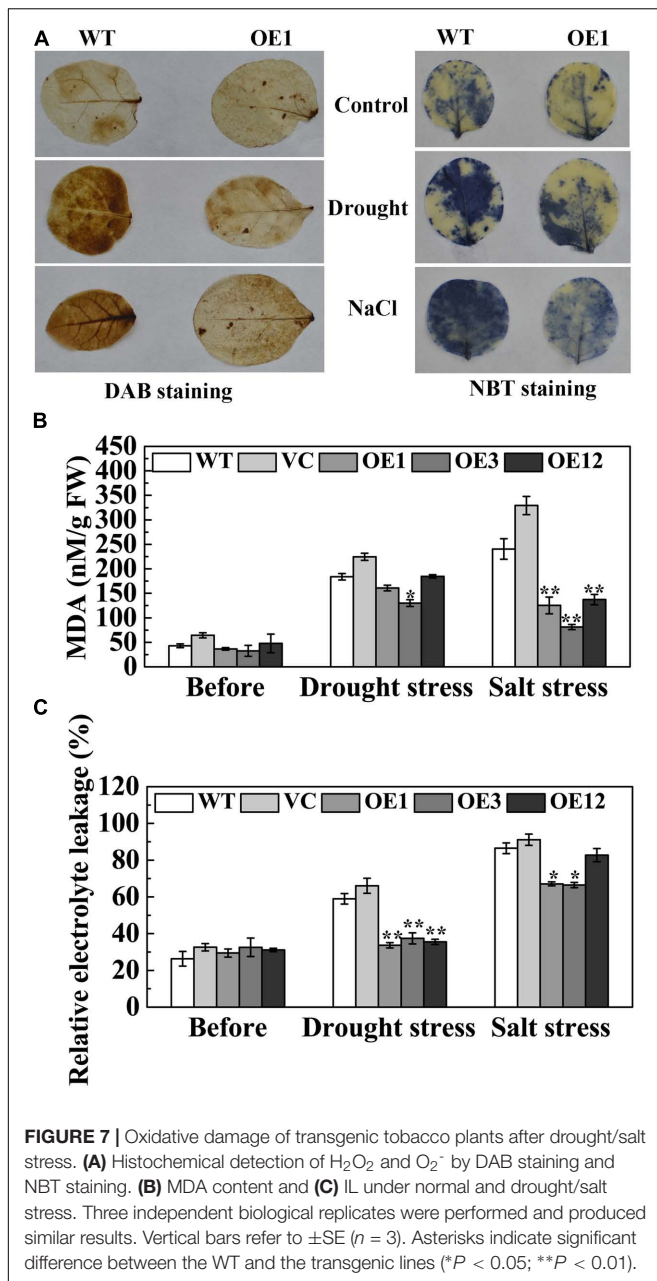 A
WT OE1 WT OE1
Control
Drought
NaCl
DAB staining NBT staining
B
MDA (nM/g FW)
450
400
350
300
250
200
150
100
50
0
WT VC OE1 OE3 OE12
*
** ** **
Before Drought stress Salt stress
C
Relative electrolyte leakage (%)
120
100
80
60
40
20
0
WT VC OE1 OE3 OE12
** ** **
* *
Before Drought stress Salt stress
FIGURE 7 | Oxidative damage of transgenic tobacco plants after drought/salt
stress. (A) Histochemical detection of H₂O₂ and O₂⁻ by DAB staining and
NBT staining. (B) MDA content and (C) IL under normal and drought/salt
stress. Three independent biological replicates were performed and produced
similar results. Vertical bars refer to ±SE (n = 3). Asterisks indicate significant
difference between the WT and the transgenic lines (*P < 0.05; **P < 0.01).